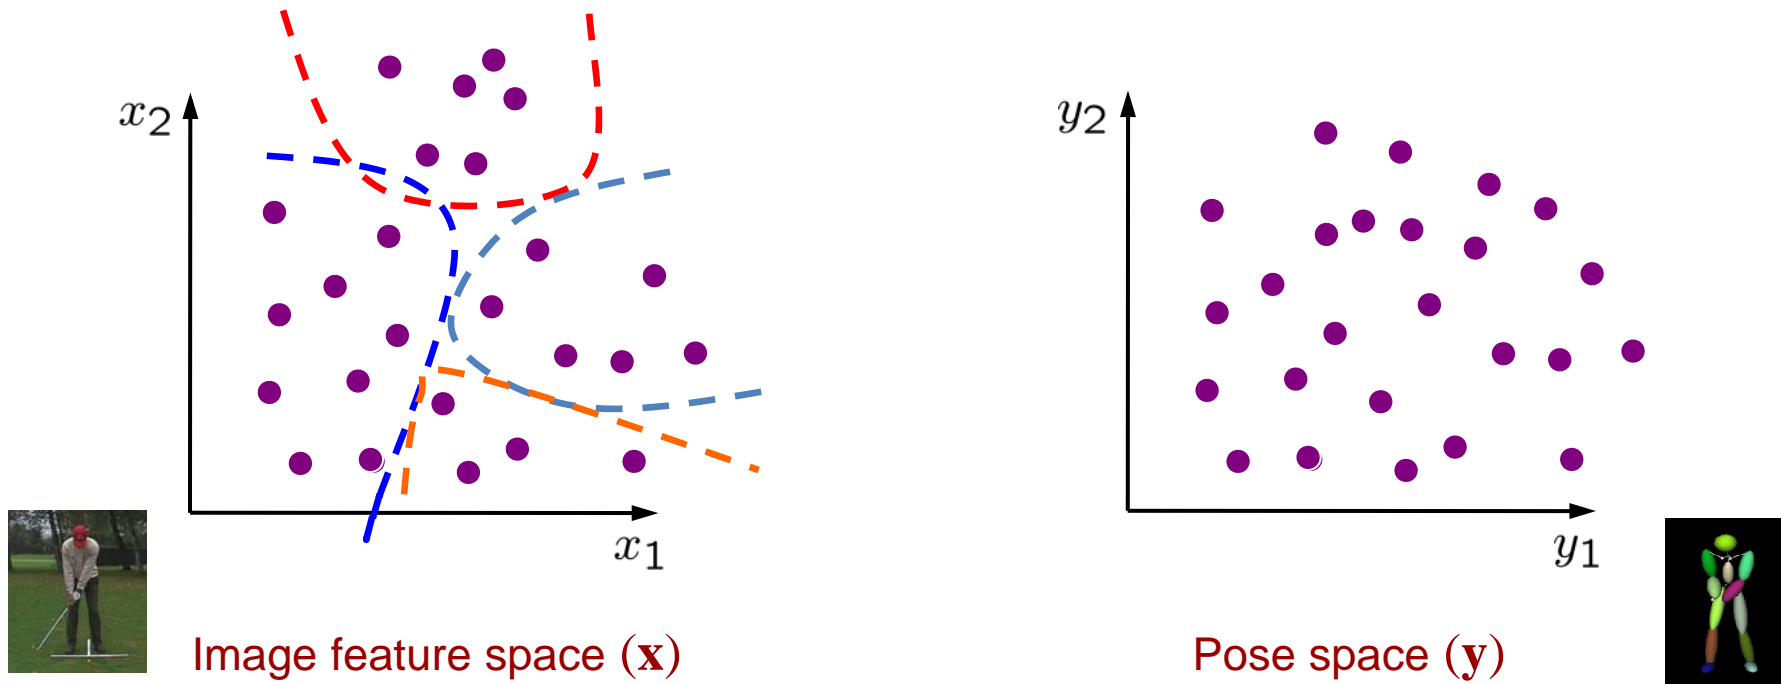 x2
y2
x1
y1
Image feature space (x)
Pose space (y)